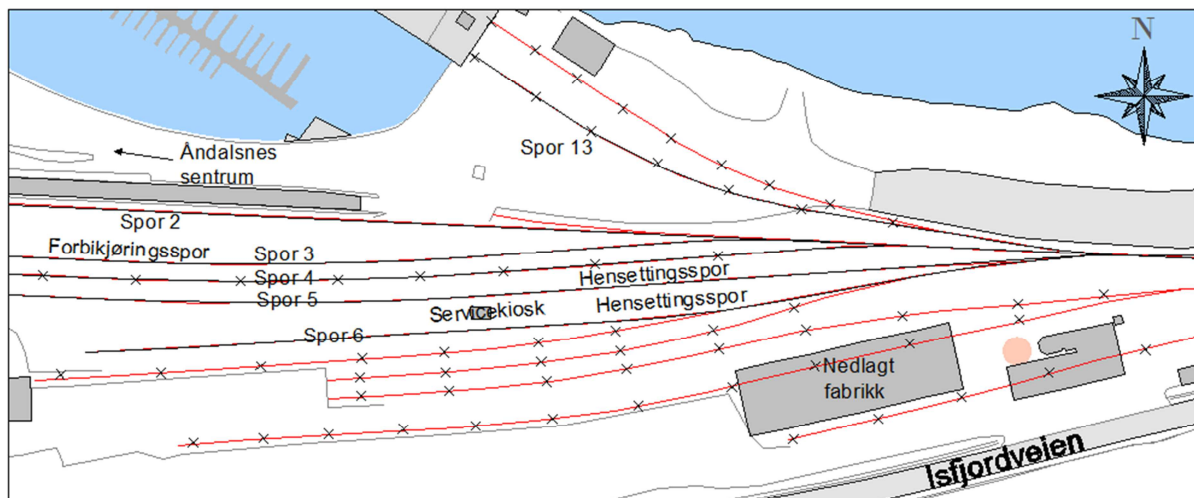 N
Åndalsnes
sentrum
Spor 13
Spor 2
Forbikjøringsspor
Spor 3
Spor 4
Hensettingsspor
Spor 5
Hensettingsspor
Servicekiosk
Spor 6
Nedlagt
fabrikk
Isfjordveien